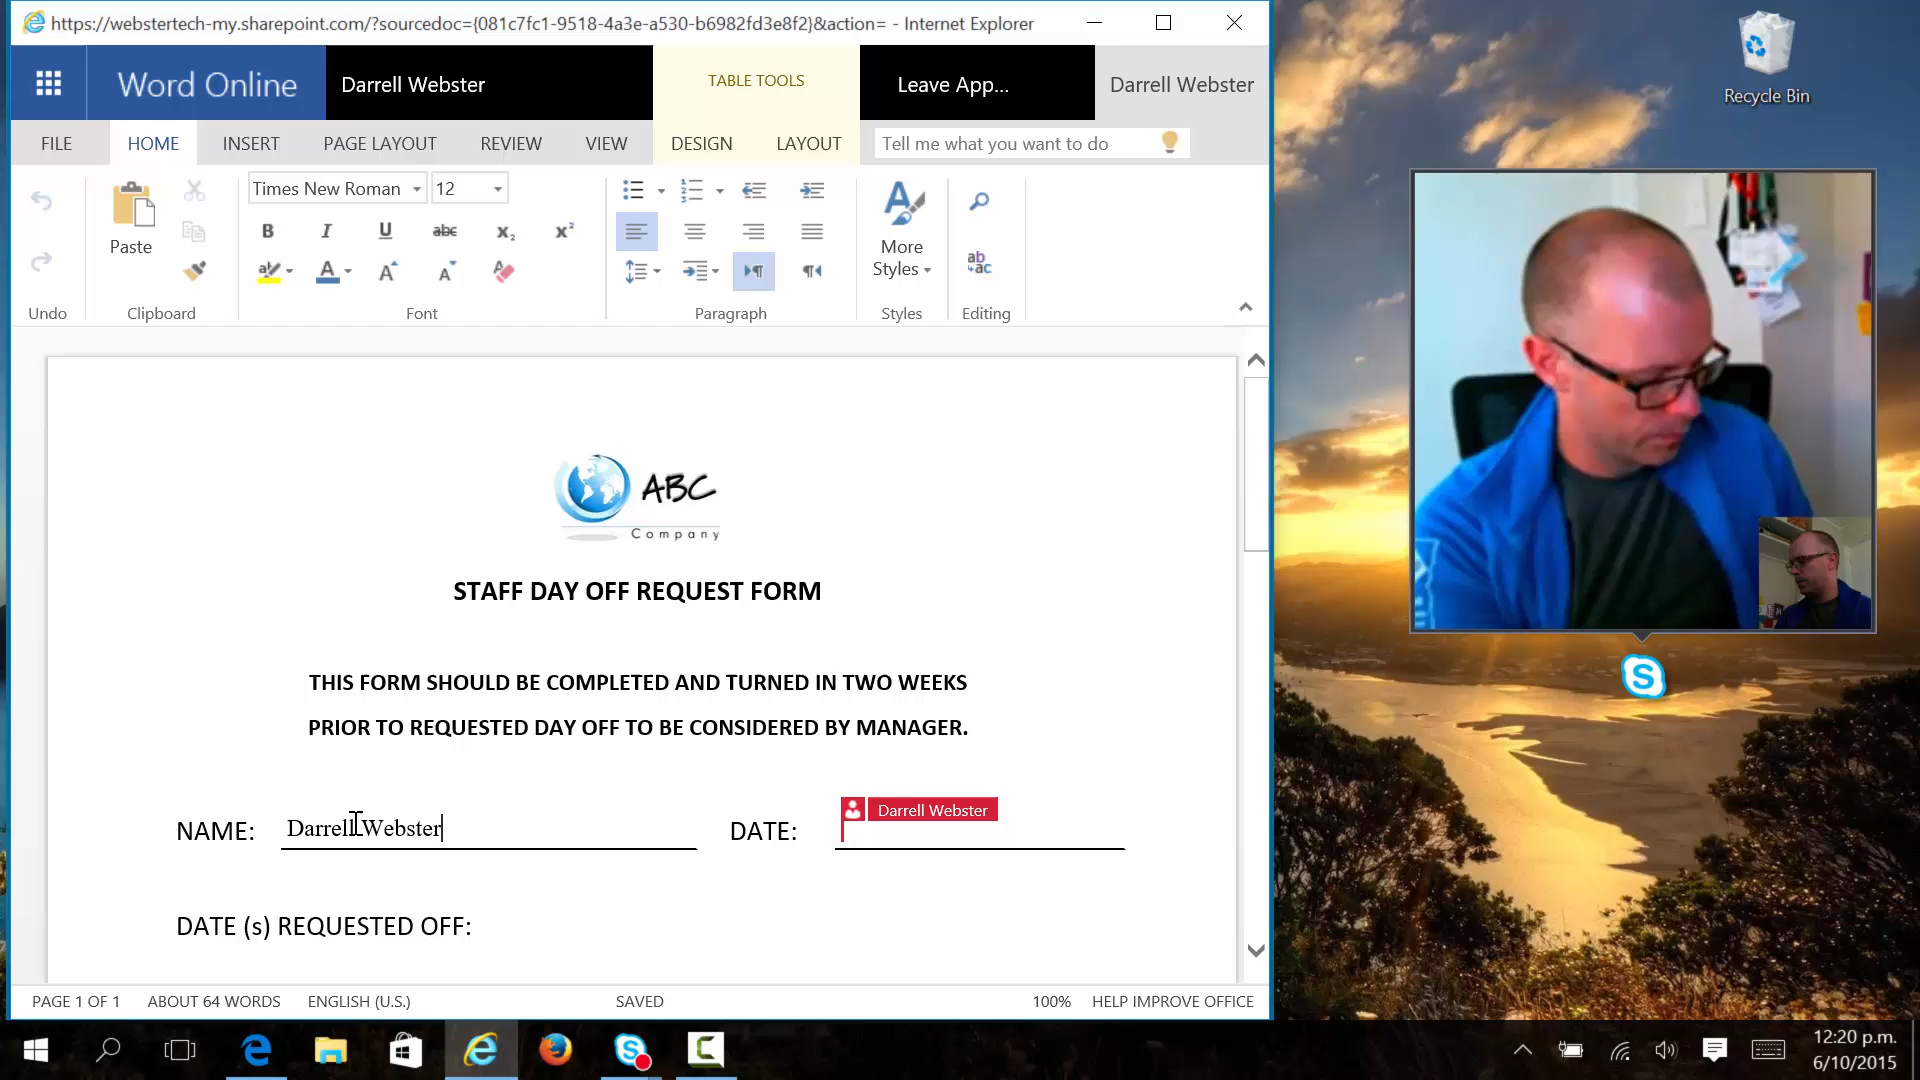 https://webstertech-my.sharepoint.com/?sourcedoc={081c7fc1-9518-4a3e-a530-b6982fd3e8f2}&action= - Internet Explorer
Word Online
Darrell Webster
TABLE TOOLS
Leave App...
Darrell Webster
FILE HOME INSERT PAGE LAYOUT REVIEW VIEW DESIGN LAYOUT Tell me what you want to do
Times New Roman 12
Paste
B I U abc x₂ x²
More
Styles
Undo Clipboard Font Paragraph Styles Editing
ABC
Company
STAFF DAY OFF REQUEST FORM
THIS FORM SHOULD BE COMPLETED AND TURNED IN TWO WEEKS
PRIOR TO REQUESTED DAY OFF TO BE CONSIDERED BY MANAGER.
Darrell Webster
NAME: Darrell Webster DATE:
DATE (s) REQUESTED OFF:
PAGE 1 OF 1 ABOUT 64 WORDS ENGLISH (U.S.) SAVED 100% HELP IMPROVE OFFICE
Recycle Bin
12:20 p.m.
6/10/2015